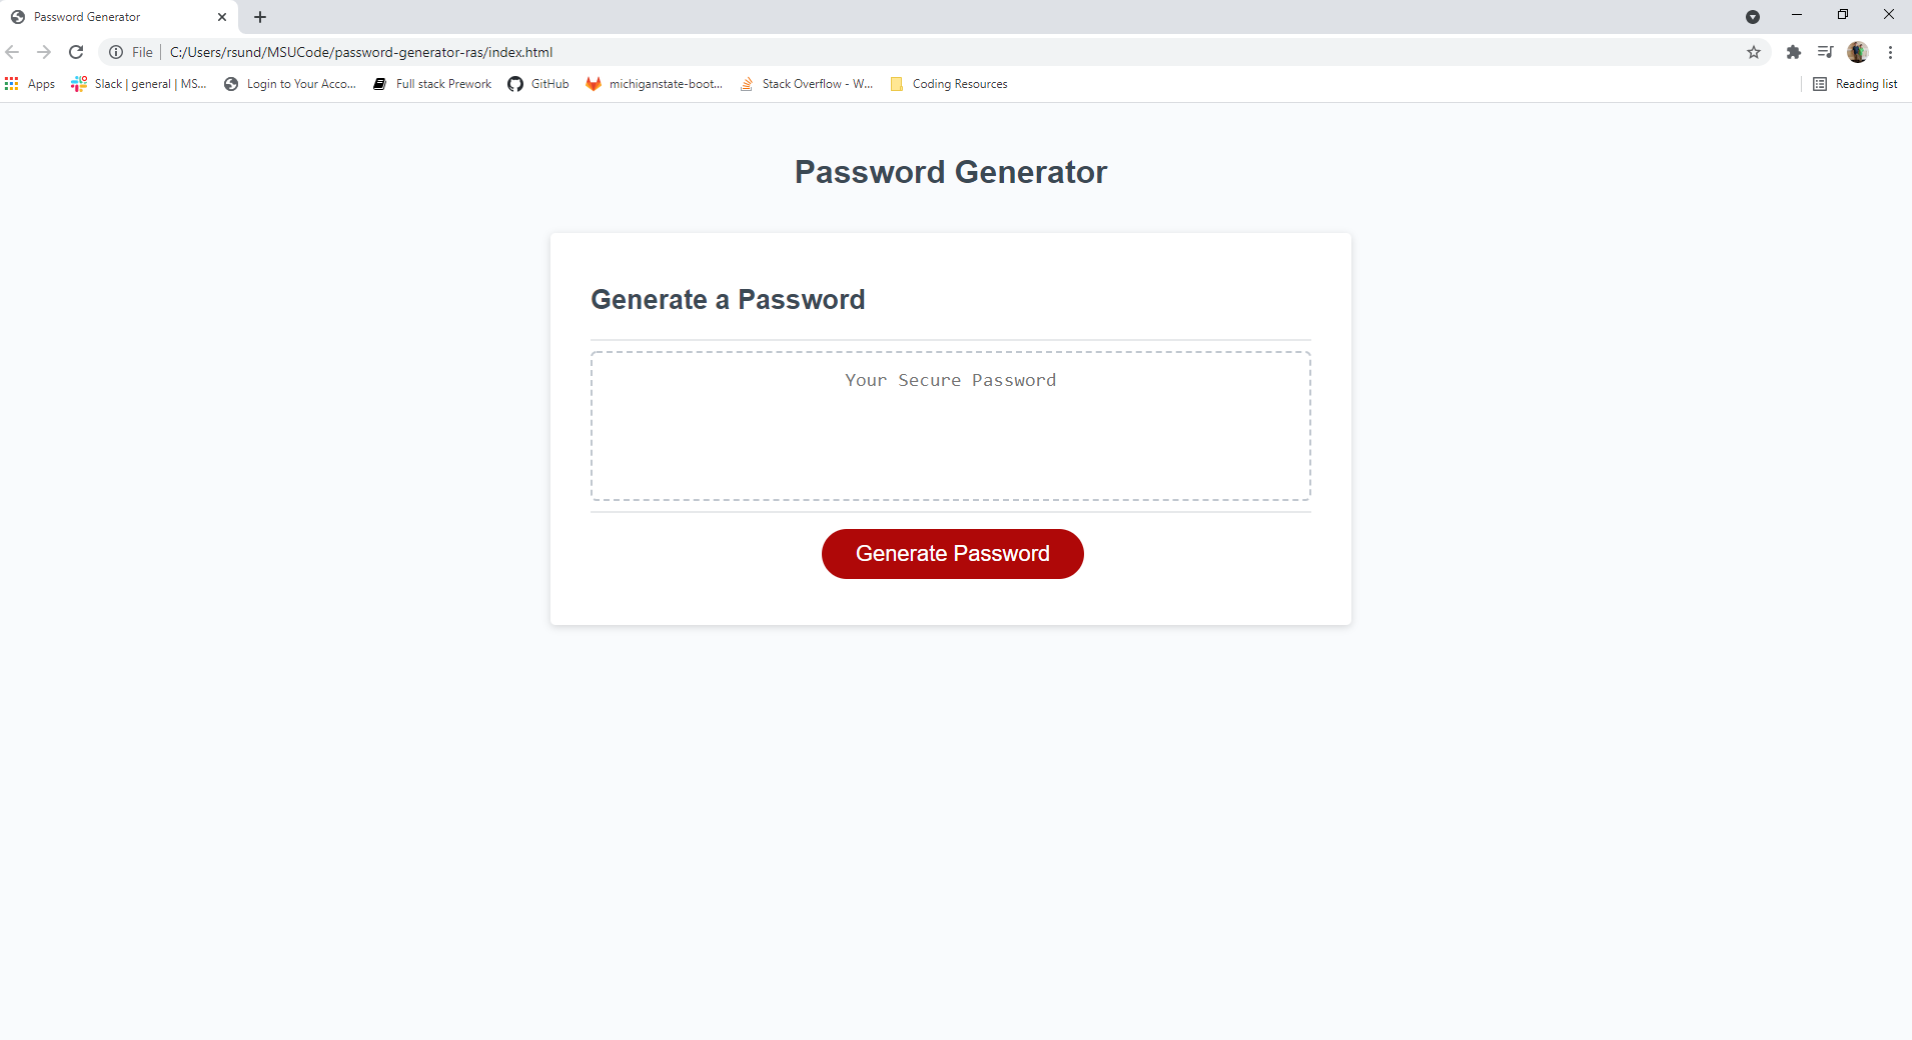 Password Generator
File C:/Users/rsund/MSUCode/password-generator-ras/index.html
Apps Slack | general | MS... Login to Your Acco... Full stack Prework GitHub michiganstate-boot... Stack Overflow - W... Coding Resources Reading list
Password Generator
Generate a Password
Your Secure Password
Generate Password